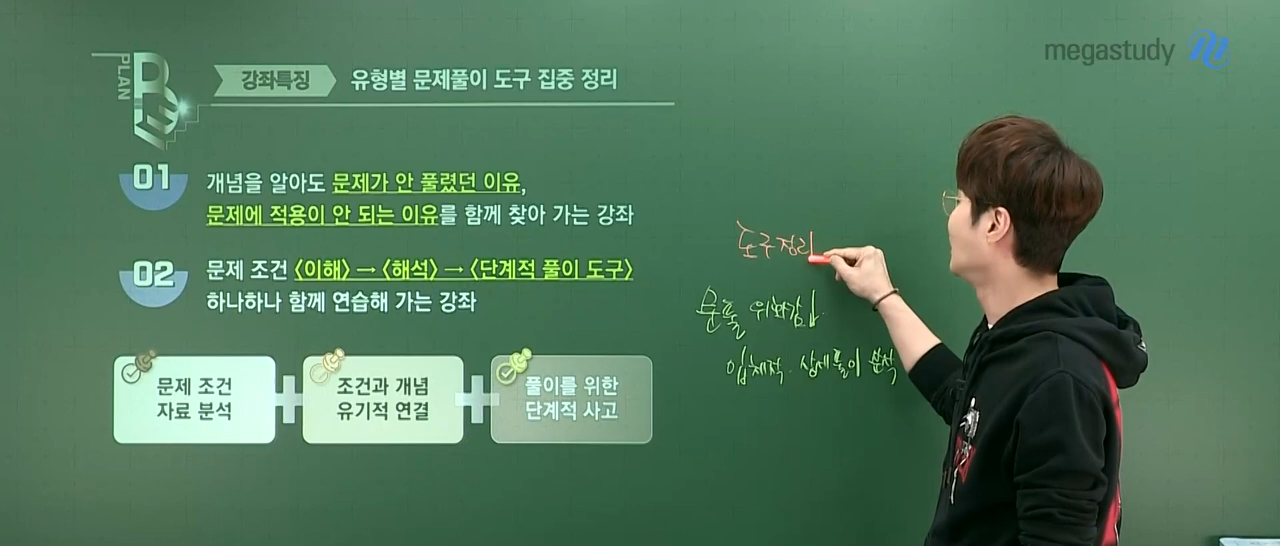 megastudy
PLAN
강좌특징 유형별 문제풀이 도구 집중 정리
01
개념을 알아도 문제가 안 풀렸던 이유,
문제에 적용이 안 되는 이유를 함께 찾아 가는 강좌
02
문제 조건 〈이해〉 → 〈해석〉 → 〈단계적 풀이 도구〉
하나하나 함께 연습해 가는 강좌
문제 조건
자료 분석
+
조건과 개념
유기적 연결
+
풀이를 위한
단계적 사고
도구정리
문풀
입체적. 상세풀이 분석